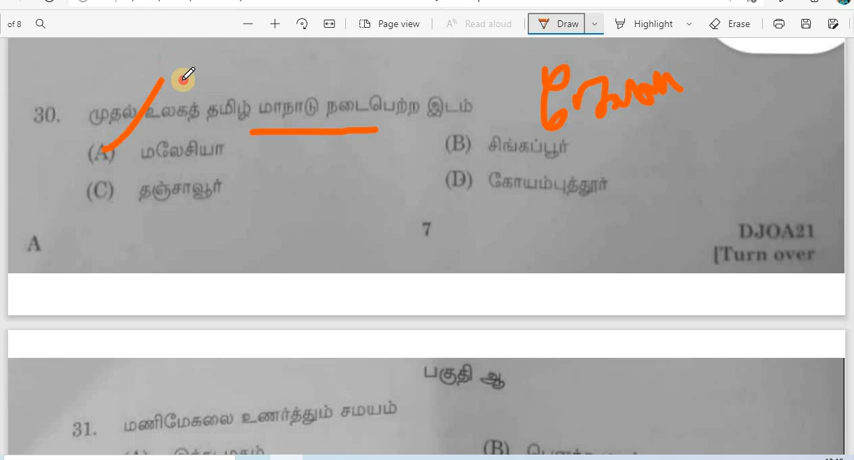 of 8 Page view Read aloud Draw Highlight Erase
30. முதல் உலகத் தமிழ் மாநாடு நடைபெற்ற இடம்
(A) மலேசியா (B) சிங்கப்பூர்
(C) தஞ்சாவூர் (D) கோயம்புத்தூர்
A 7 DJOA21
[Turn over
பகுதி ஆ
31. மணிமேகலை உணர்த்தும் சமயம்
(B)